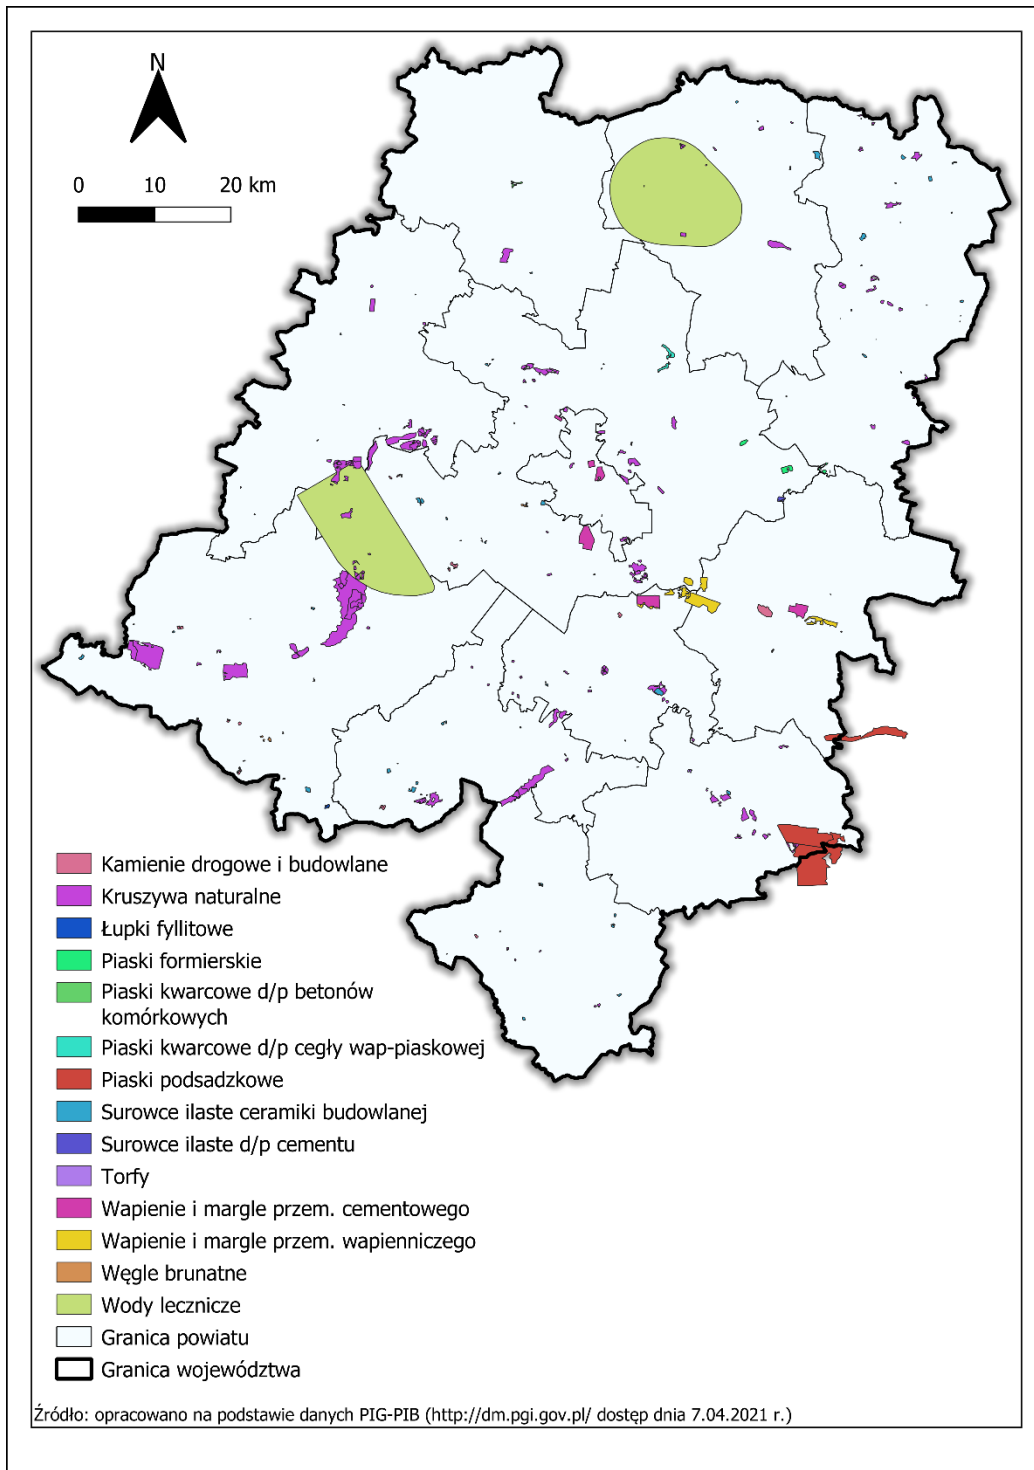 N
0 10 20 km
Kamienie drogowe i budowlane
Kruszywa naturalne
Łupki fyllitowe
Piaski formierskie
Piaski kwarcowe d/p betonów
komórkowych
Piaski kwarcowe d/p cegły wap-piaskowej
Piaski podsadzkowe
Surowce ilaste ceramiki budowlanej
Surowce ilaste d/p cementu
Torfy
Wapienie i margle przem. cementowego
Wapienie i margle przem. wapienniczego
Węgle brunatne
Wody lecznicze
Granica powiatu
Granica województwa
Źródło: opracowano na podstawie danych PIG-PIB (http://dm.pgi.gov.pl/ dostęp dnia 7.04.2021 r.)